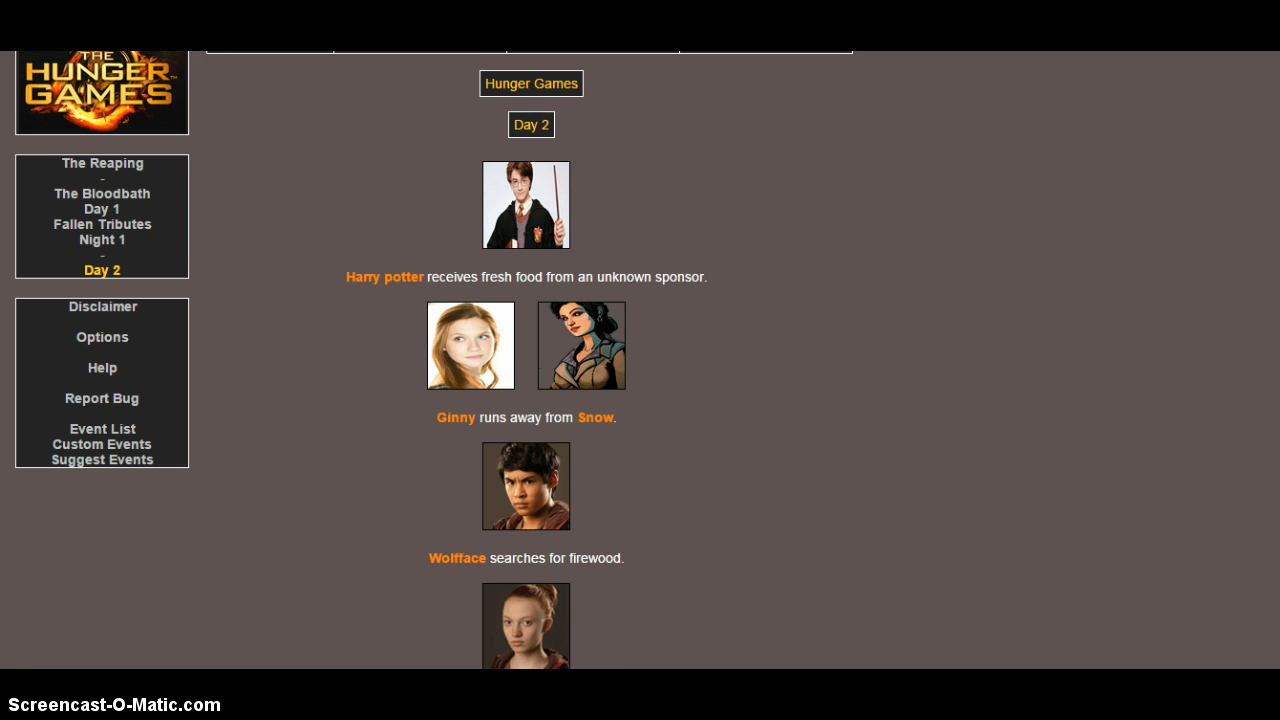 THE
HUNGER
GAMES™
The Reaping
-
The Bloodbath
Day 1
Fallen Tributes
Night 1
-
Day 2
Disclaimer
Options
Help
Report Bug
Event List
Custom Events
Suggest Events
Hunger Games
Day 2
Harry potter receives fresh food from an unknown sponsor.
Ginny runs away from Snow.
Wolfface searches for firewood.
Screencast-O-Matic.com